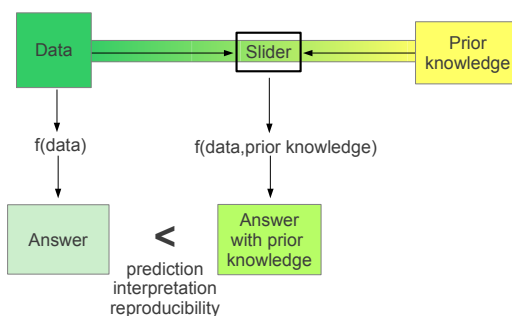 Data
Slider
Prior
knowledge
f(data)
f(data,prior knowledge)
Answer
<
prediction
interpretation
reproducibility
Answer
with prior
knowledge